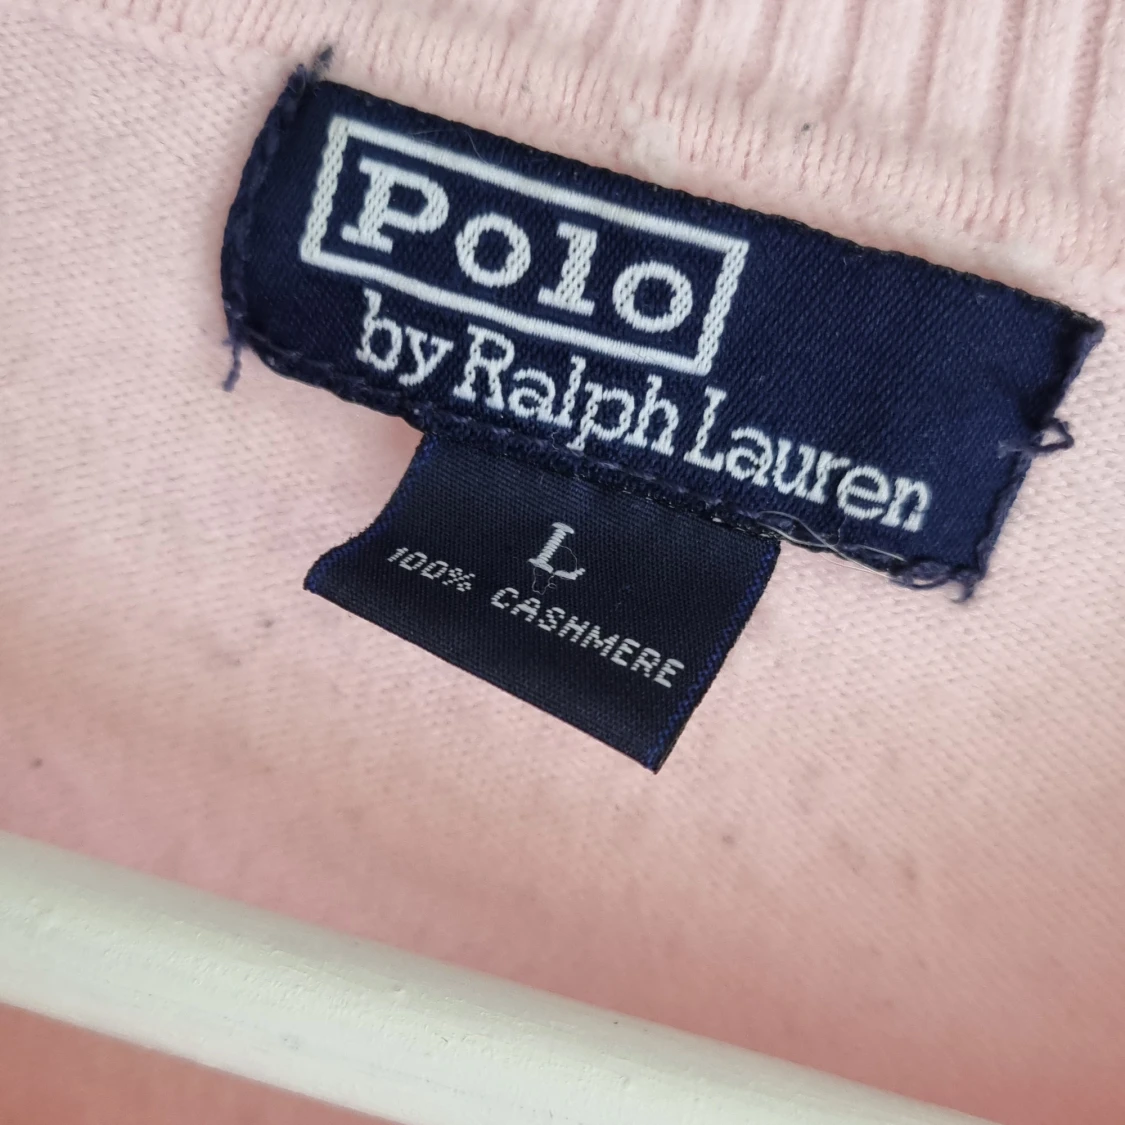 Polo
by Ralph Lauren
L
100% CASHMERE